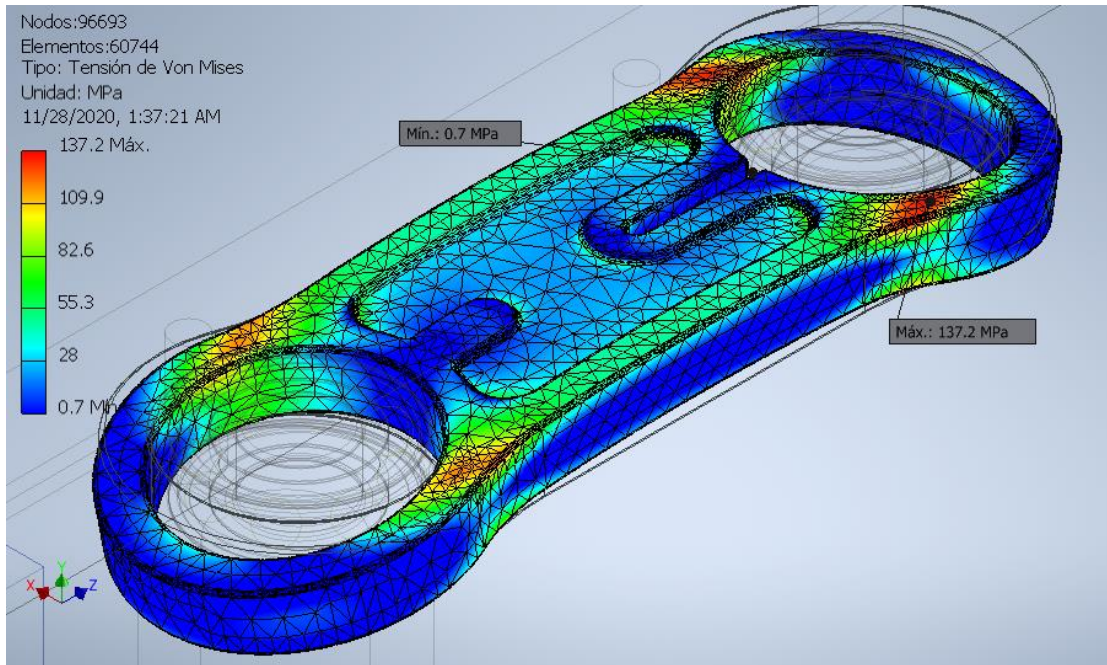 Nodos:96693
Elementos:60744
Tipo: Tensión de Von Mises
Unidad: MPa
11/28/2020, 1:37:21 AM
137.2 Máx.
109.9
82.6
55.3
28
0.7 Mín
Mín.: 0.7 MPa
Máx.: 137.2 MPa
Y
X
Z